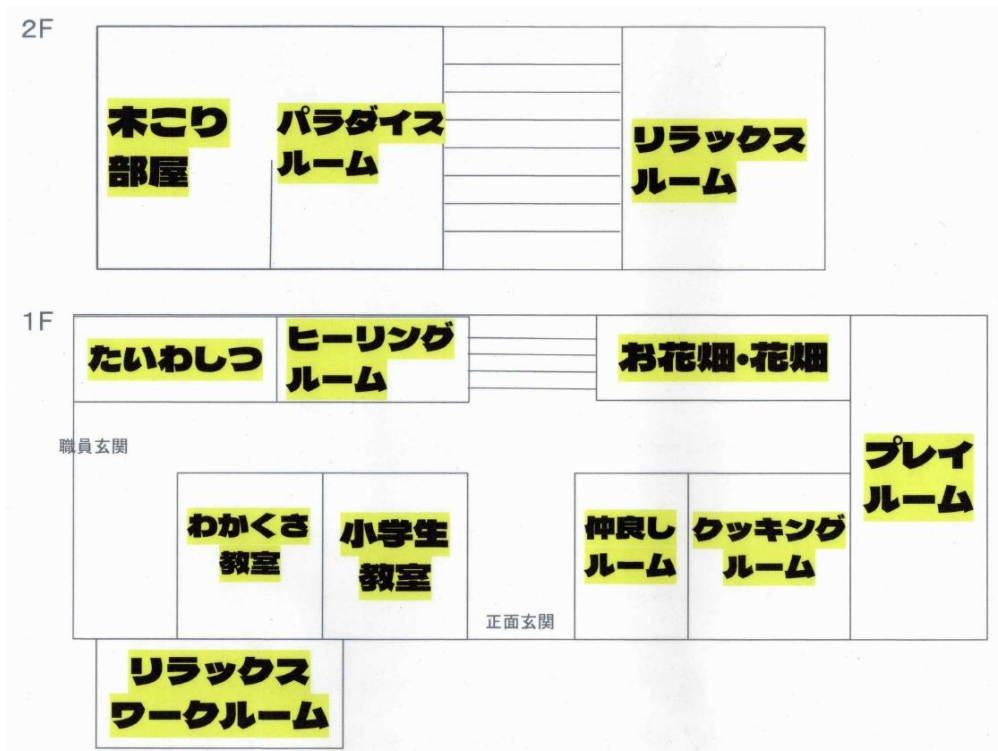 2F
木こり
部屋
パラダイス
ルーム
リラックス
ルーム
1F
たいわしつ
ヒーリング
ルーム
お花畑・花畑
職員玄関
プレイ
ルーム
わかくさ
教室
小学生
教室
仲良し
ルーム
クッキング
ルーム
正面玄関
リラックス
ワークルーム